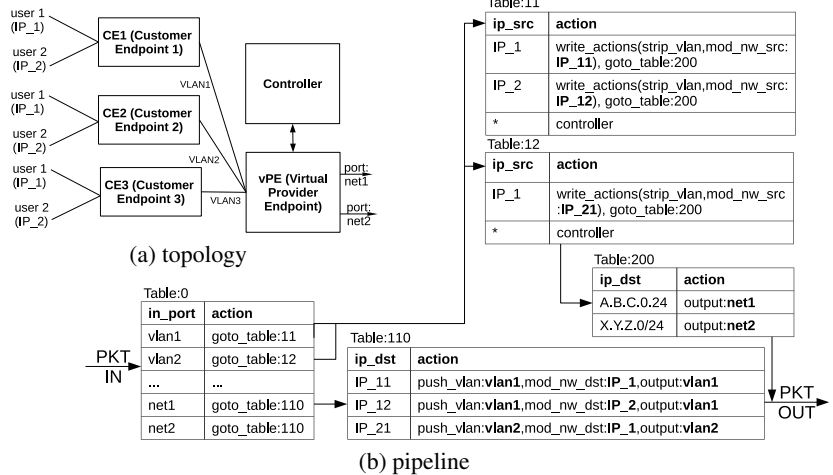 user 1
(IP_1)
user 2
(IP_2)
CE1 (Customer
Endpoint 1)
user 1
(IP_1)
user 2
(IP_2)
CE2 (Customer
Endpoint 2)
user 1
(IP_1)
user 2
(IP_2)
CE3 (Customer
Endpoint 3)
VLAN1
VLAN2
VLAN3
Controller
vPE (Virtual
Provider
Endpoint)
port:
net1
port:
net2
(a) topology
Table:11
ip_src action
IP_1 write_actions(strip_vlan,mod_nw_src:
IP_11), goto_table:200
IP_2 write_actions(strip_vlan,mod_nw_src:
IP_12), goto_table:200
* controller
Table:12
ip_src action
IP_1 write_actions(strip_vlan,mod_nw_src
:IP_21), goto_table:200
* controller
Table:200
ip_dst action
A.B.C.0.24 output:net1
X.Y.Z.0/24 output:net2
Table:0
in_port action
vlan1 goto_table:11
vlan2 goto_table:12
... ...
net1 goto_table:110
net2 goto_table:110
PKT
IN
Table:110
ip_dst action
IP_11 push_vlan:vlan1,mod_nw_dst:IP_1,output:vlan1
IP_12 push_vlan:vlan1,mod_nw_dst:IP_2,output:vlan1
IP_21 push_vlan:vlan2,mod_nw_dst:IP_1,output:vlan2
PKT
OUT
(b) pipeline